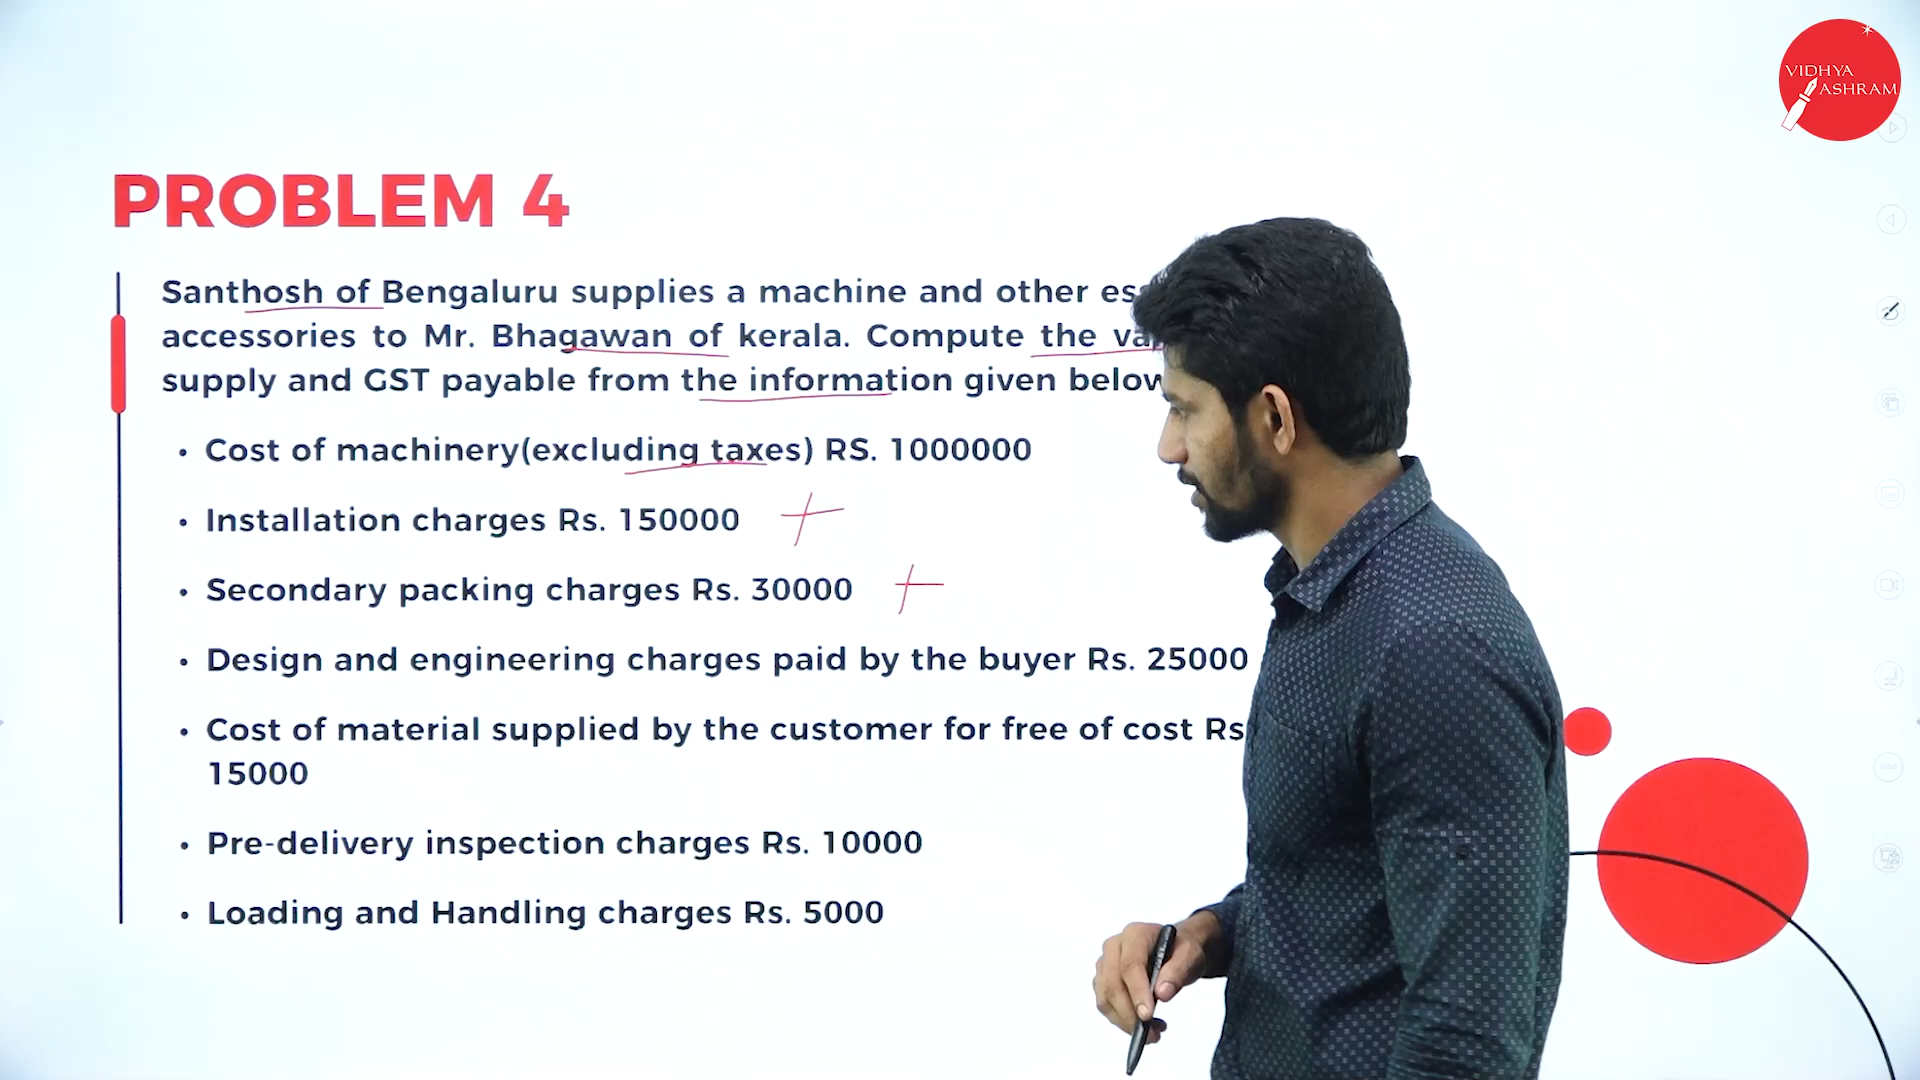 VIDHYA
ASHRAM
PROBLEM 4
Santhosh of Bengaluru supplies a machine and other
accessories to Mr. Bhagawan of kerala. Compute the
supply and GST payable from the information given below
• Cost of machinery(excluding taxes) RS. 1000000
• Installation charges Rs. 150000 +
• Secondary packing charges Rs. 30000 +
• Design and engineering charges paid by the buyer Rs. 25000
• Cost of material supplied by the customer for free of cost Rs
15000
• Pre-delivery inspection charges Rs. 10000
• Loading and Handling charges Rs. 5000